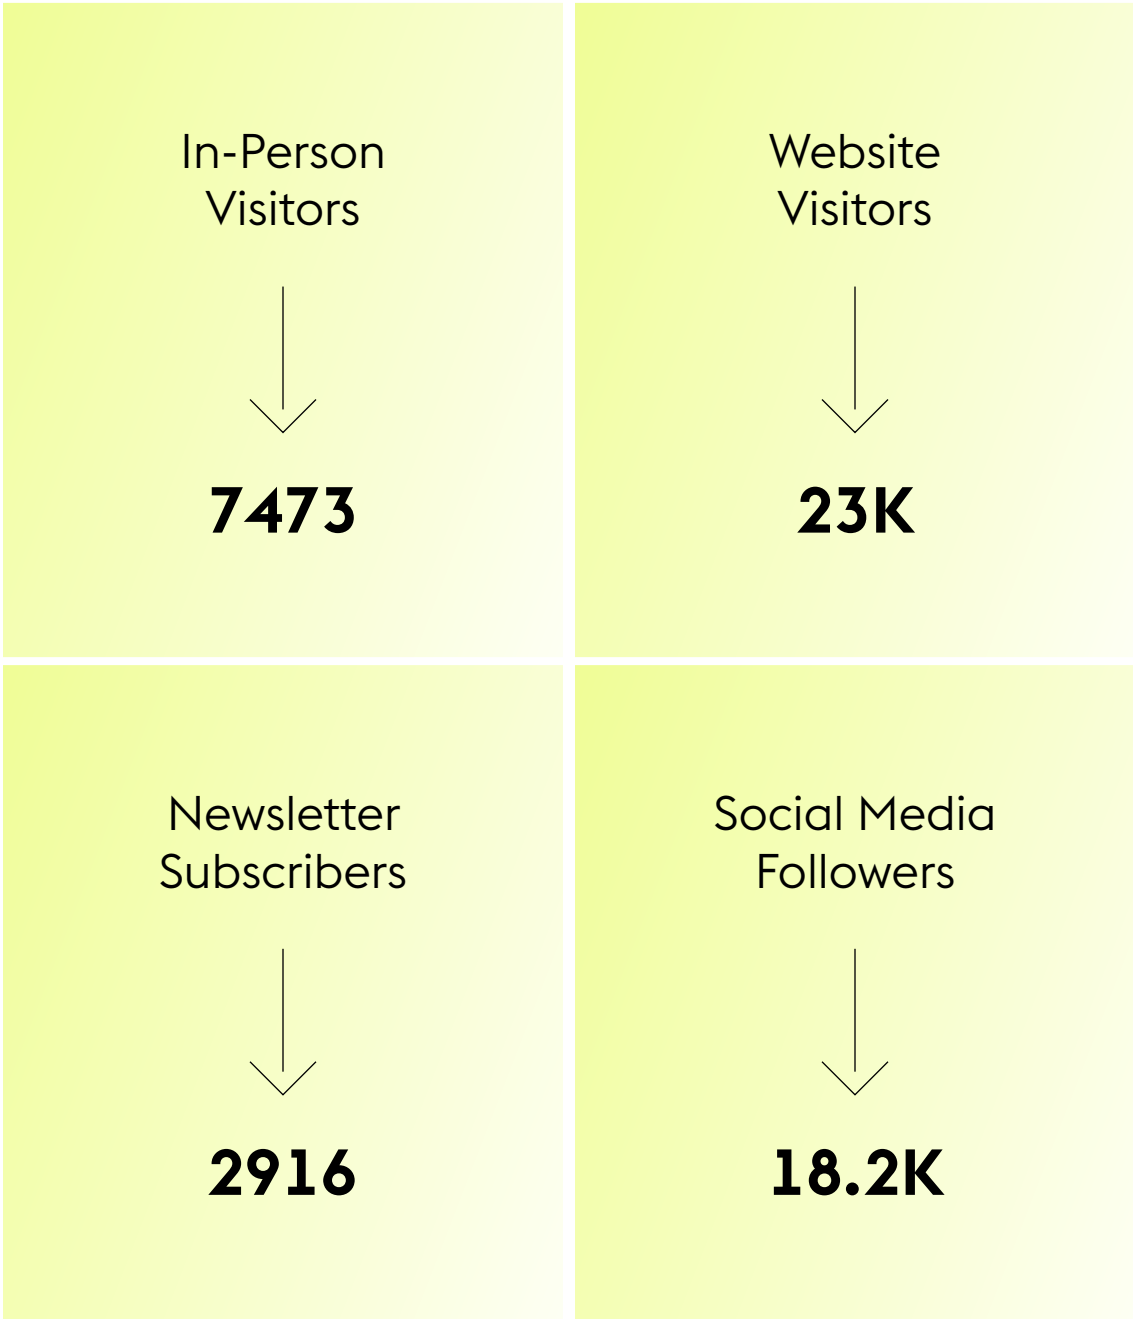 In-Person
Visitors
7473
Website
Visitors
23K
Newsletter
Subscribers
2916
Social Media
Followers
18.2K